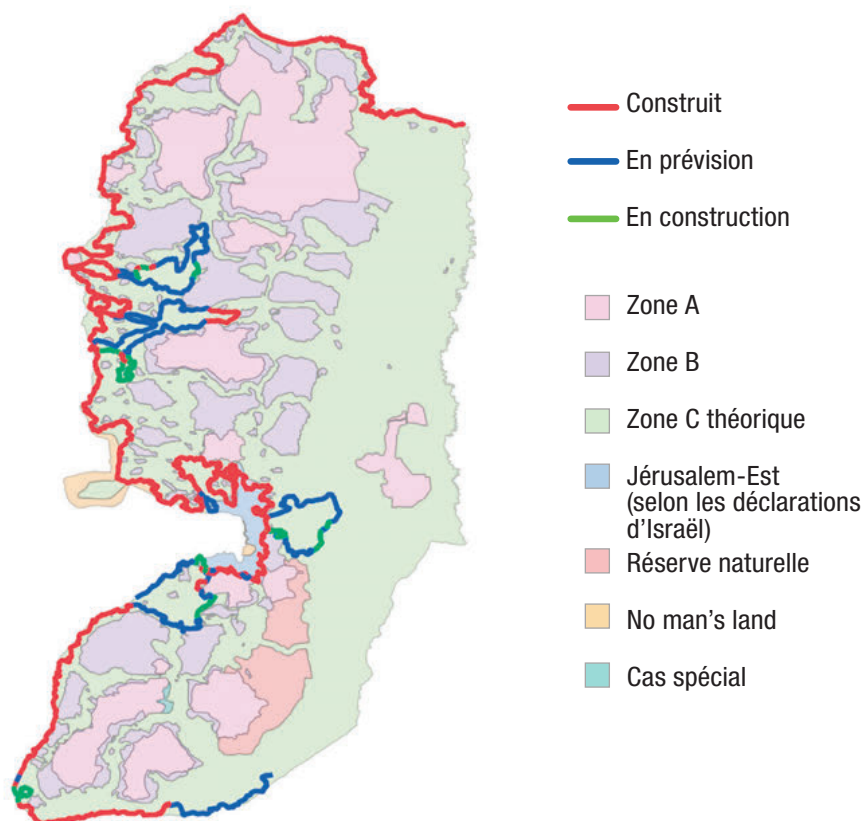 Construit
En prévision
En construction
Zone A
Zone B
Zone C théorique
Jérusalem-Est
(selon les déclarations
d'Israël)
Réserve naturelle
No man's land
Cas spécial